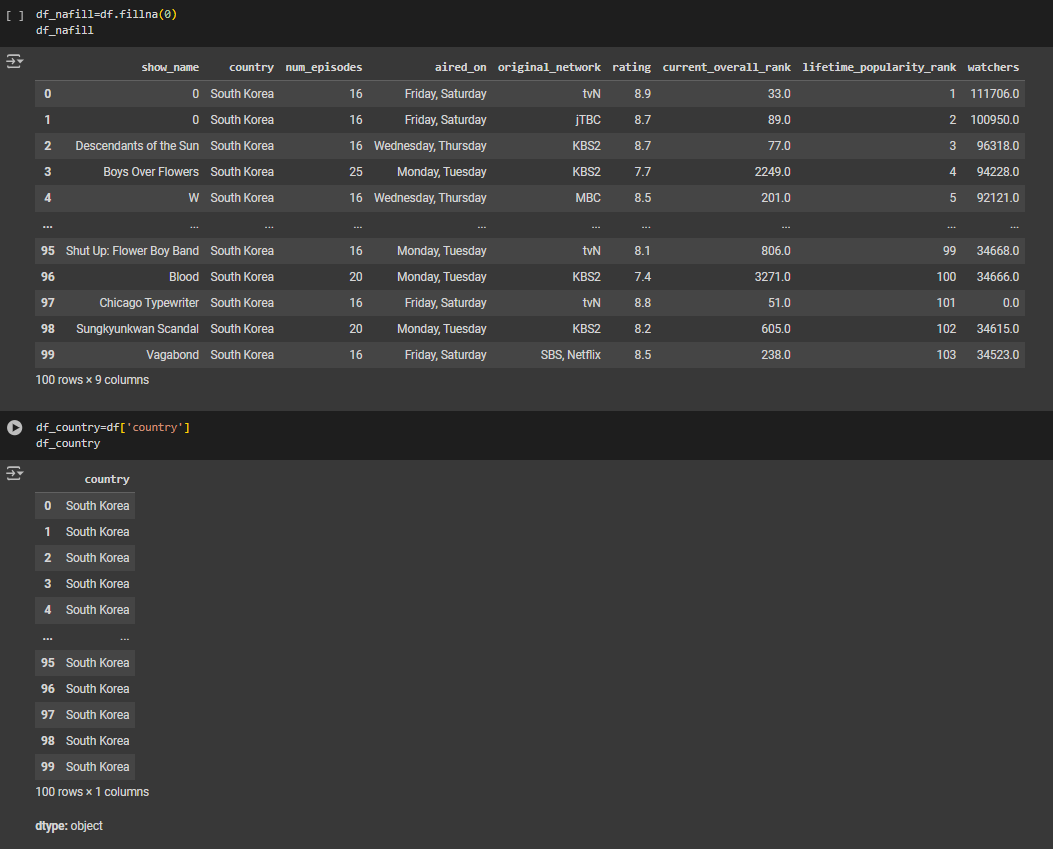 [ ] df_nafill=df.fillna(0)
df_nafill
show_name country num_episodes aired_on original_network rating current_overall_rank lifetime_popularity_rank watchers
0 0 South Korea 16 Friday, Saturday tvN 8.9 33.0 1 111706.0
1 0 South Korea 16 Friday, Saturday jTBC 8.7 89.0 2 100950.0
2 Descendants of the Sun South Korea 16 Wednesday, Thursday KBS2 8.7 77.0 3 96318.0
3 Boys Over Flowers South Korea 25 Monday, Tuesday KBS2 7.7 2249.0 4 94228.0
4 W South Korea 16 Wednesday, Thursday MBC 8.5 201.0 5 92121.0
... ... ... ... ... ... ... ... ... ...
95 Shut Up: Flower Boy Band South Korea 16 Monday, Tuesday tvN 8.1 806.0 99 34668.0
96 Blood South Korea 20 Monday, Tuesday KBS2 7.4 3271.0 100 34666.0
97 Chicago Typewriter South Korea 16 Friday, Saturday tvN 8.8 51.0 101 0.0
98 Sungkyunkwan Scandal South Korea 20 Monday, Tuesday KBS2 8.2 605.0 102 34615.0
99 Vagabond South Korea 16 Friday, Saturday SBS, Netflix 8.5 238.0 103 34523.0
100 rows × 9 columns
df_country=df['country']
df_country
country
0 South Korea
1 South Korea
2 South Korea
3 South Korea
4 South Korea
... ...
95 South Korea
96 South Korea
97 South Korea
98 South Korea
99 South Korea
100 rows × 1 columns
dtype: object